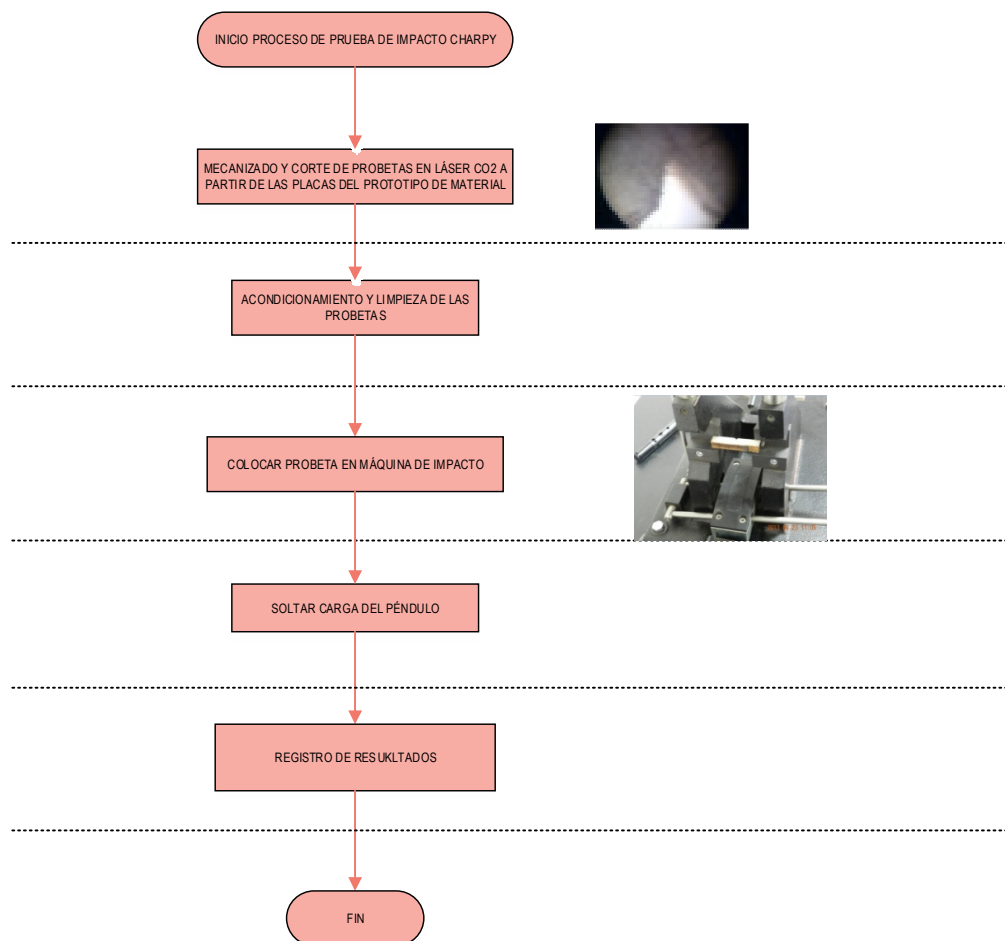 INICIO PROCESO DE PRUEBA DE IMPACTO CHARPY
MECANIZADO Y CORTE DE PROBETAS EN LÁSER CO2 A
PARTIR DE LAS PLACAS DEL PROTOTIPO DE MATERIAL
ACONDICIONAMIENTO Y LIMPIEZA DE LAS
PROBETAS
COLOCAR PROBETA EN MÁQUINA DE IMPACTO
SOLTAR CARGA DEL PÉNDULO
REGISTRO DE RESUKLTADOS
FIN